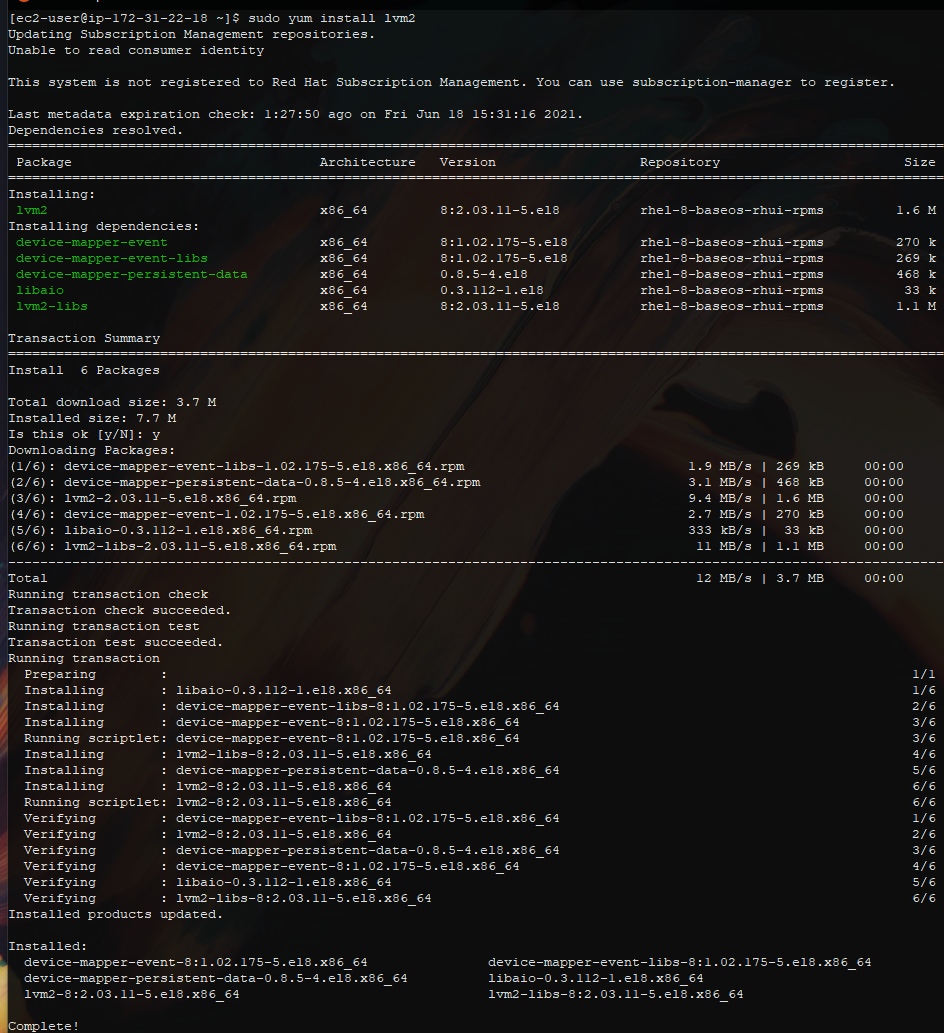 [ec2-user@ip-172-31-22-18 ~]$ sudo yum install lvm2
Updating Subscription Management repositories.
Unable to read consumer identity
This system is not registered to Red Hat Subscription Management. You can use subscription-manager to register.
Last metadata expiration check: 1:27:50 ago on Fri Jun 18 15:31:16 2021.
Dependencies resolved.
================================================================================
Package Architecture Version Repository Size
================================================================================
Installing:
lvm2 x86_64 8:2.03.11-5.el8 rhel-8-baseos-rhui-rpms 1.6 M
Installing dependencies:
device-mapper-event x86_64 8:1.02.175-5.el8 rhel-8-baseos-rhui-rpms 270 k
device-mapper-event-libs x86_64 8:1.02.175-5.el8 rhel-8-baseos-rhui-rpms 269 k
device-mapper-persistent-data x86_64 0.8.5-4.el8 rhel-8-baseos-rhui-rpms 468 k
libaio x86_64 0.3.112-1.el8 rhel-8-baseos-rhui-rpms 33 k
lvm2-libs x86_64 8:2.03.11-5.el8 rhel-8-baseos-rhui-rpms 1.1 M
Transaction Summary
================================================================================
Install 6 Packages
Total download size: 3.7 M
Installed size: 7.7 M
Is this ok [y/N]: y
Downloading Packages:
(1/6): device-mapper-event-libs-1.02.175-5.el8.x86_64.rpm 1.9 MB/s | 269 kB 00:00
(2/6): device-mapper-persistent-data-0.8.5-4.el8.x86_64.rpm 3.1 MB/s | 468 kB 00:00
(3/6): lvm2-2.03.11-5.el8.x86_64.rpm 9.4 MB/s | 1.6 MB 00:00
(4/6): device-mapper-event-1.02.175-5.el8.x86_64.rpm 2.7 MB/s | 270 kB 00:00
(5/6): libaio-0.3.112-1.el8.x86_64.rpm 333 kB/s | 33 kB 00:00
(6/6): lvm2-libs-2.03.11-5.el8.x86_64.rpm 11 MB/s | 1.1 MB 00:00
--------------------------------------------------------------------------------
Total 12 MB/s | 3.7 MB 00:00
Running transaction check
Transaction check succeeded.
Running transaction test
Transaction test succeeded.
Running transaction
Preparing : 1/1
Installing : libaio-0.3.112-1.el8.x86_64 1/6
Installing : device-mapper-event-libs-8:1.02.175-5.el8.x86_64 2/6
Installing : device-mapper-event-8:1.02.175-5.el8.x86_64 3/6
Running scriptlet: device-mapper-event-8:1.02.175-5.el8.x86_64 3/6
Installing : lvm2-libs-8:2.03.11-5.el8.x86_64 4/6
Installing : device-mapper-persistent-data-0.8.5-4.el8.x86_64 5/6
Installing : lvm2-8:2.03.11-5.el8.x86_64 6/6
Running scriptlet: lvm2-8:2.03.11-5.el8.x86_64 6/6
Verifying : device-mapper-event-libs-8:1.02.175-5.el8.x86_64 1/6
Verifying : lvm2-8:2.03.11-5.el8.x86_64 2/6
Verifying : device-mapper-persistent-data-0.8.5-4.el8.x86_64 3/6
Verifying : device-mapper-event-8:1.02.175-5.el8.x86_64 4/6
Verifying : libaio-0.3.112-1.el8.x86_64 5/6
Verifying : lvm2-libs-8:2.03.11-5.el8.x86_64 6/6
Installed products updated.
Installed:
device-mapper-event-8:1.02.175-5.el8.x86_64 device-mapper-event-libs-8:1.02.175-5.el8.x86_64
device-mapper-persistent-data-0.8.5-4.el8.x86_64 libaio-0.3.112-1.el8.x86_64
lvm2-8:2.03.11-5.el8.x86_64 lvm2-libs-8:2.03.11-5.el8.x86_64
Complete!